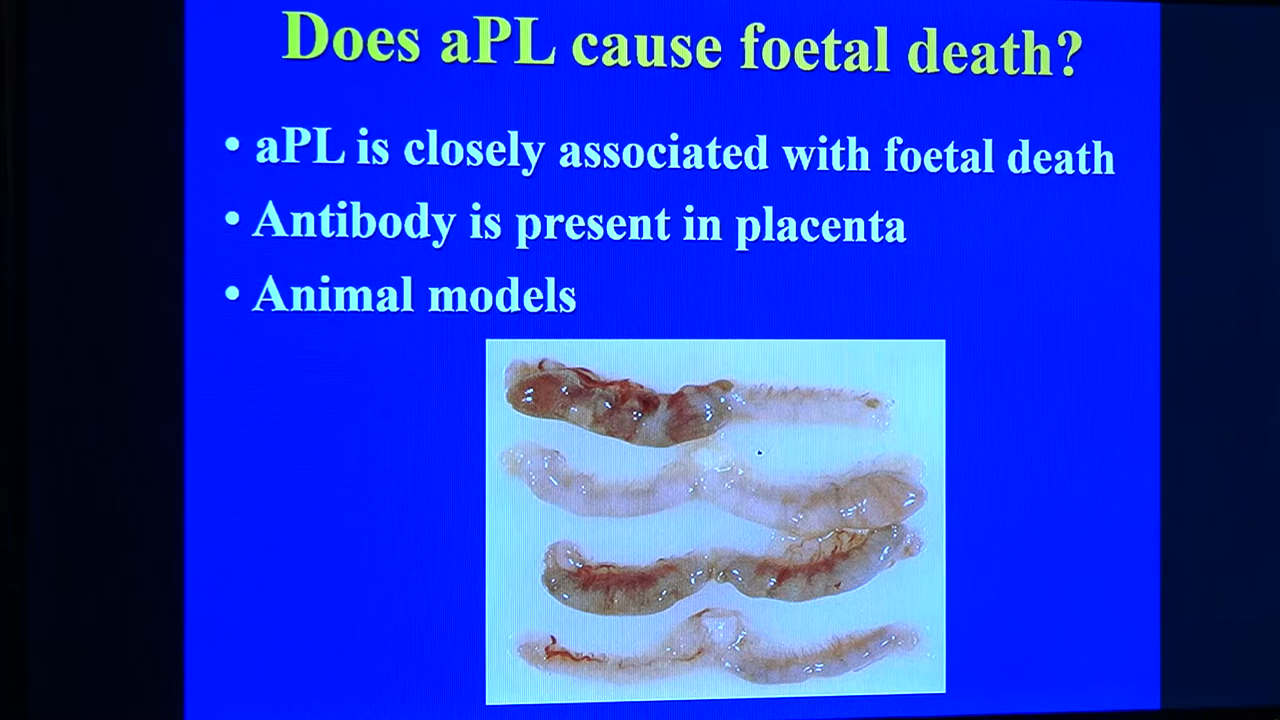 Does aPL cause foetal death?
• aPL is closely associated with foetal death
• Antibody is present in placenta
• Animal models